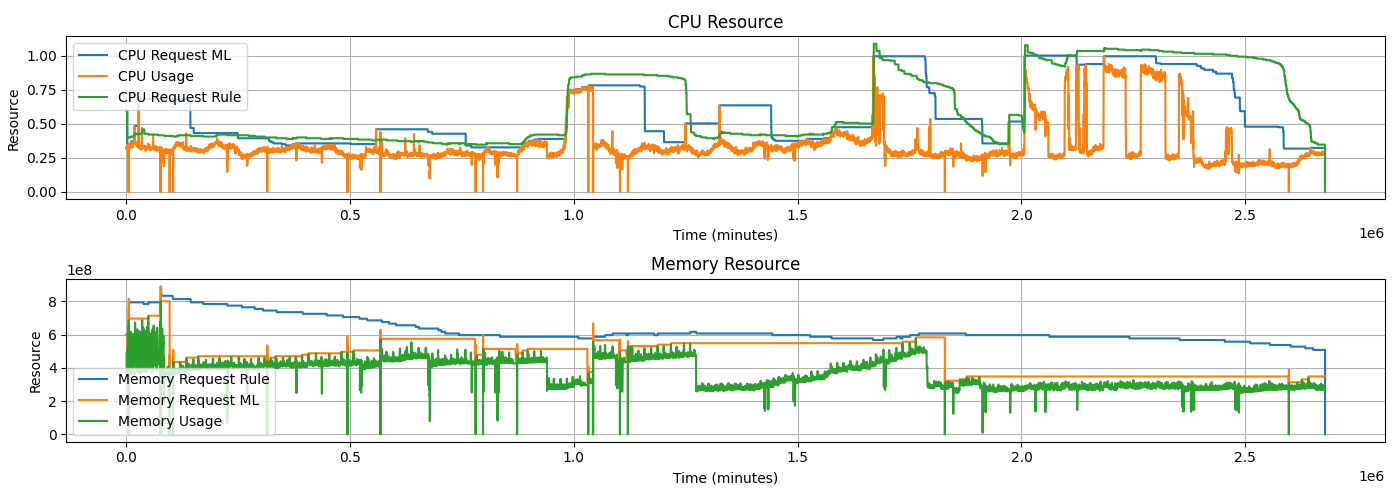 CPU Resource
1.00
0.75
0.50
0.25
0.00
Resource
CPU Request ML
CPU Usage
CPU Request Rule
0.0
0.5
1.0
1.5
2.0
2.5
1e6
Time (minutes)
Memory Resource
1e8
8
6
4
2
0
Resource
Memory Request Rule
Memory Request ML
Memory Usage
0.0
0.5
1.0
1.5
2.0
2.5
1e6
Time (minutes)